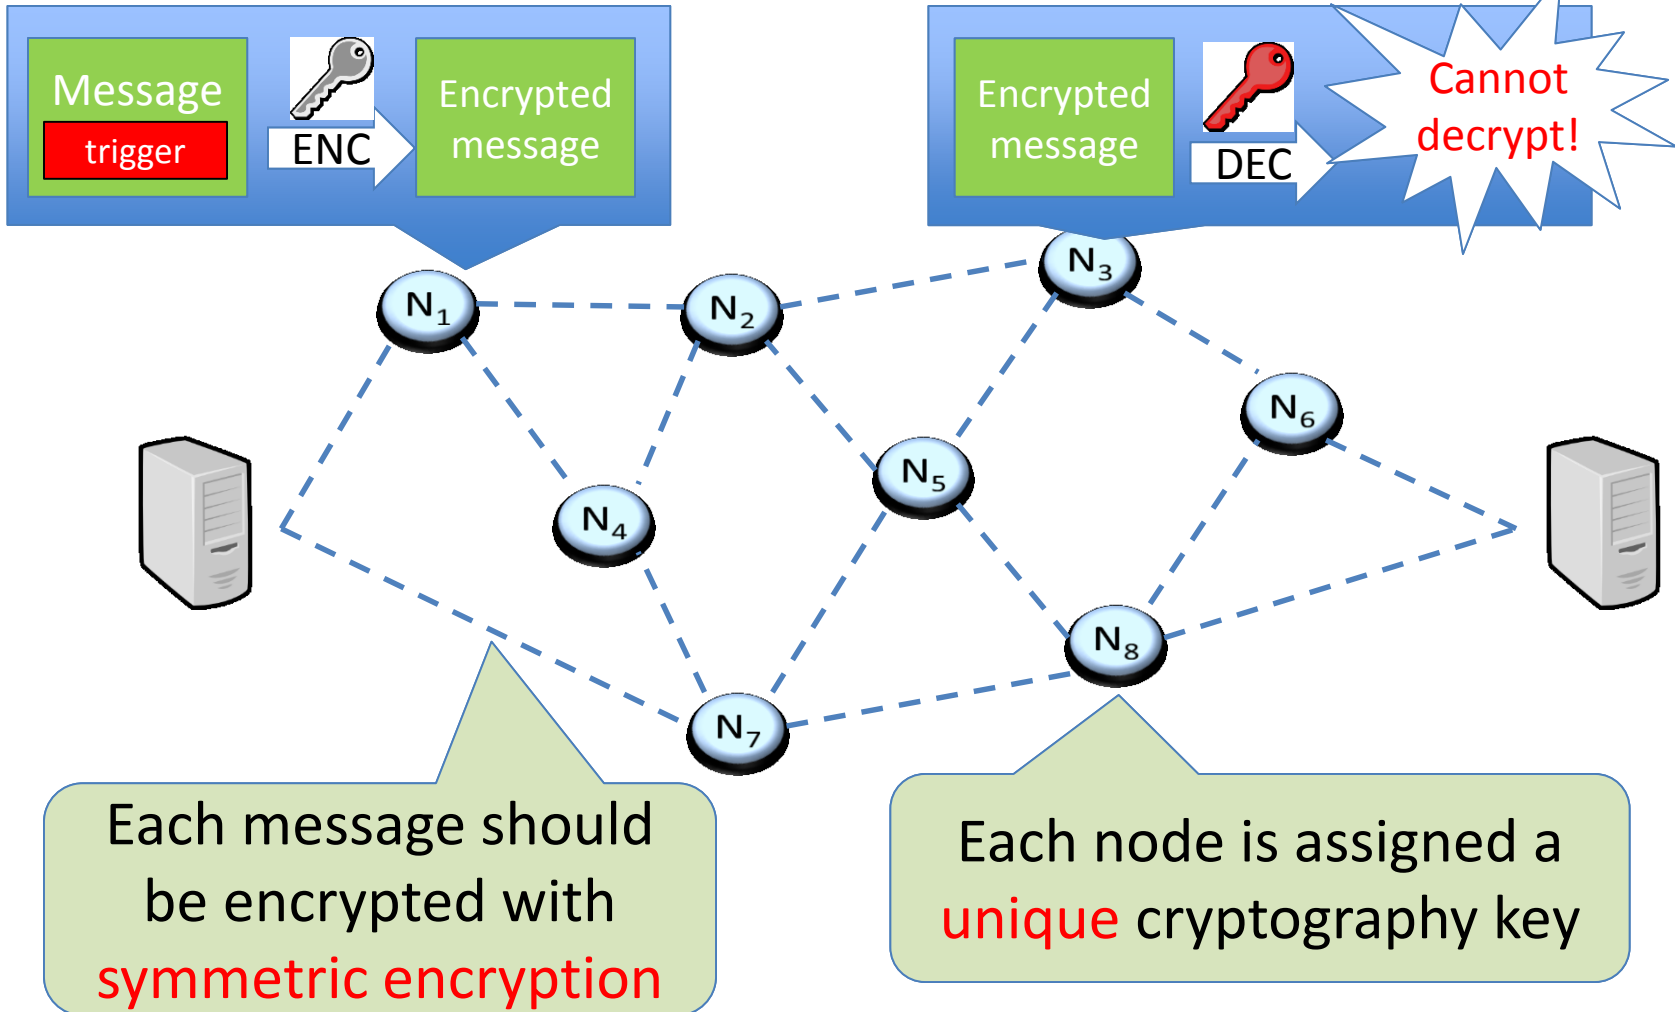 Message
trigger
ENC
Encrypted
message
Encrypted
message
DEC
Cannot
decrypt!
N₁
N₂
N₃
N₄
N₅
N₆
N₇
N₈
Each message should
be encrypted with
symmetric encryption
Each node is assigned a
unique cryptography key